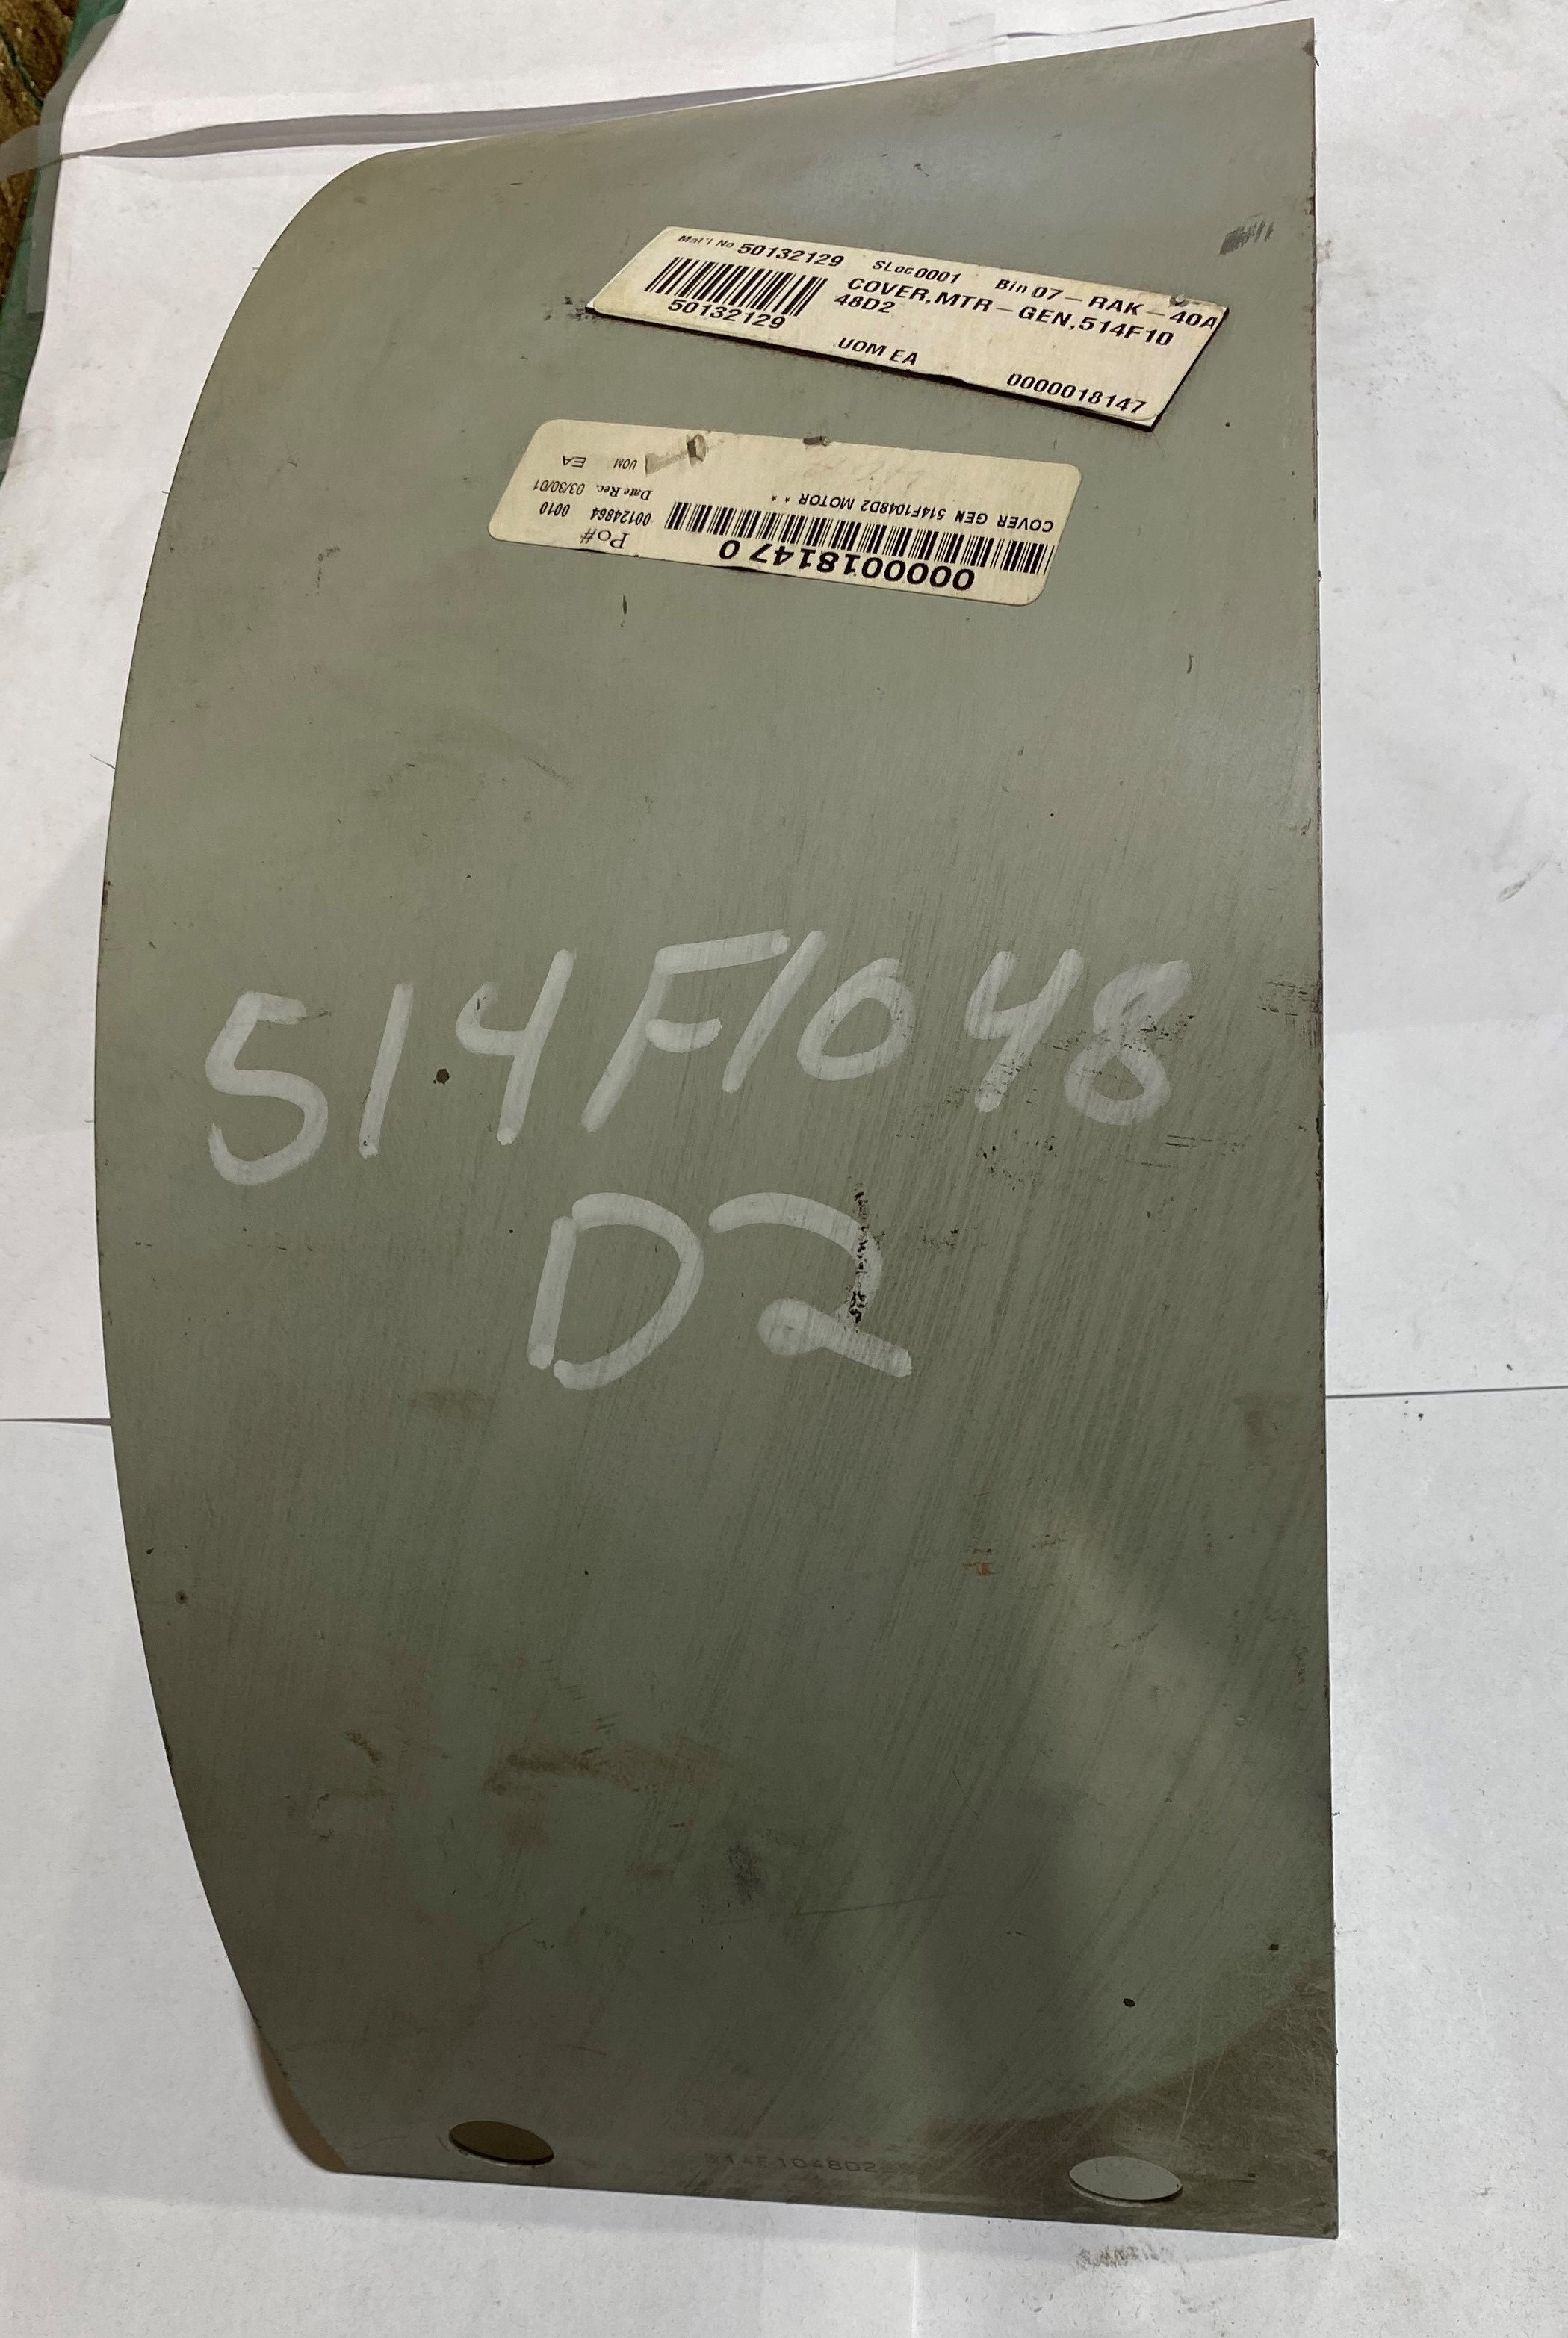 Mat'l No 50132129 SLoc 0001 Bin 07-RAK-40A
COVER,MTR-GEN,514F10
48D2
50132129
UOM EA
0000018147
0000018147 0
COVER GEN 514F1048D2 MOTOR **
Po#
00124864 0010
Date Rec. 03/30/01
UOM EA
514F1048
D2
514F1048D2